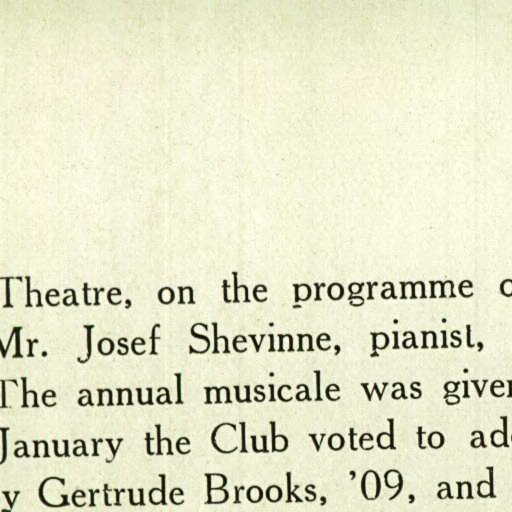 Theatre, on the programme
Mr. Josef Shevinne, pianist,
The annual musicale was given
January the Club voted to
Gertrude Brooks, '09, and